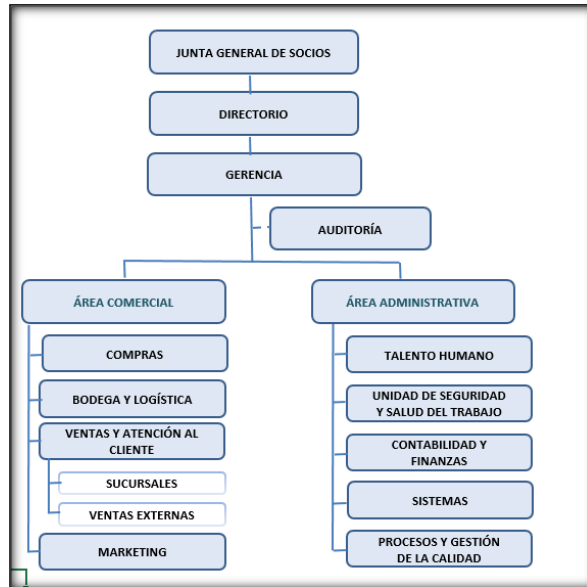 JUNTA GENERAL DE SOCIOS
DIRECTORIO
GERENCIA
AUDITORÍA
ÁREA COMERCIAL
COMPRAS
BODEGA Y LOGÍSTICA
VENTAS Y ATENCIÓN AL
CLIENTE
SUCURSALES
VENTAS EXTERNAS
MARKETING
ÁREA ADMINISTRATIVA
TALENTO HUMANO
UNIDAD DE SEGURIDAD
Y SALUD DEL TRABAJO
CONTABILIDAD Y
FINANZAS
SISTEMAS
PROCESOS Y GESTIÓN
DE LA CALIDAD